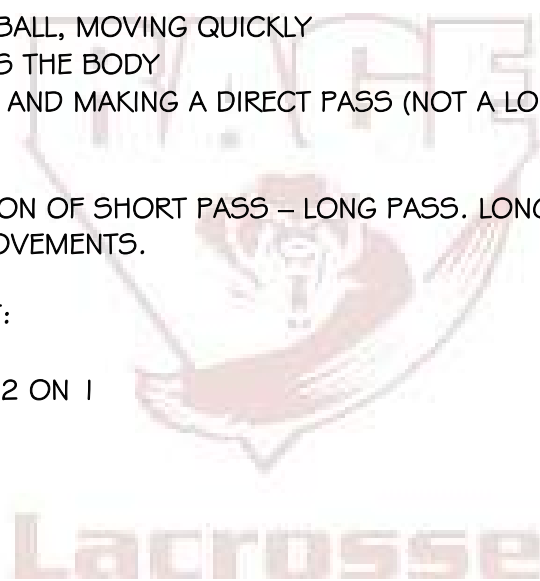 BALL, MOVING QUICKLY
S THE BODY
AND MAKING A DIRECT PASS (NOT A LO
ON OF SHORT PASS – LONG PASS. LONG
OVEMENTS.
:
2 ON 1
Lacrosse